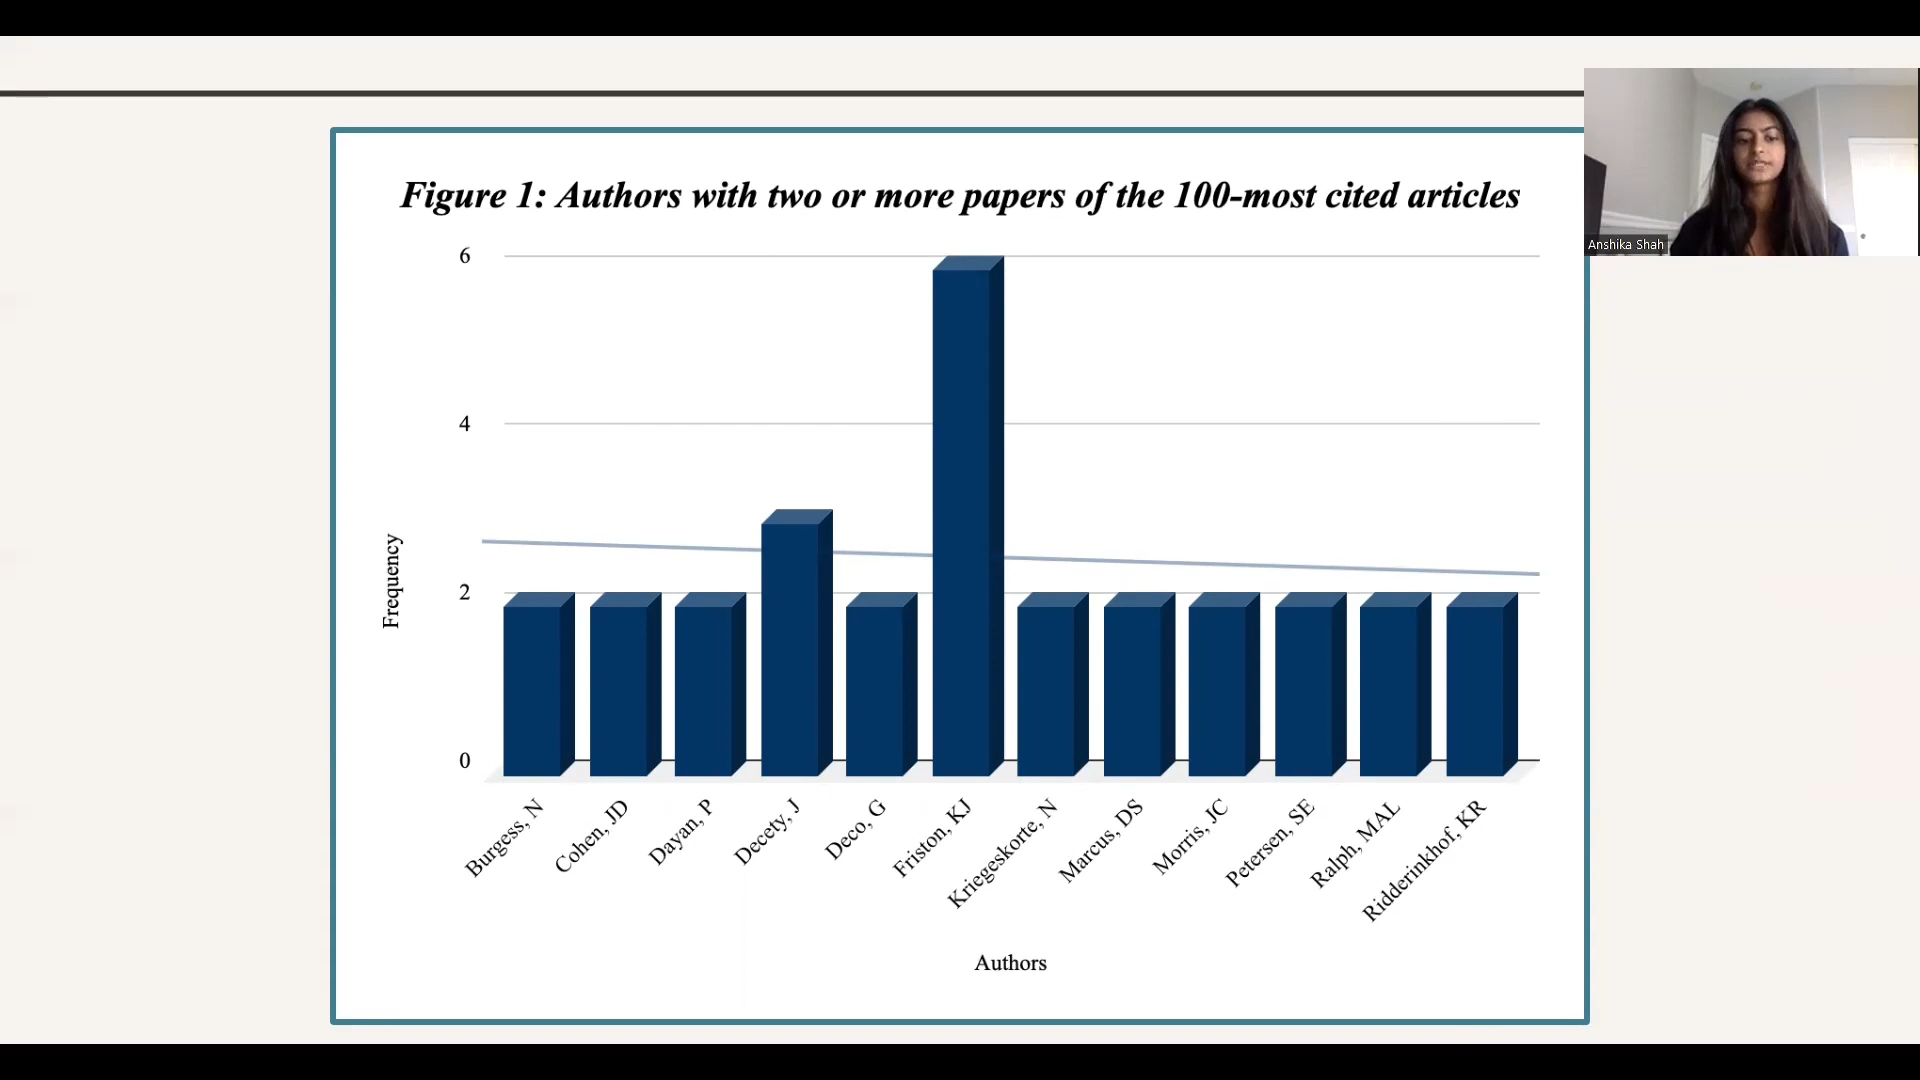 Figure 1: Authors with two or more papers of the 100-most cited articles
Anshika Shah
6
4
2
0
Frequency
Burgess, N
Cohen, JD
Dayan, P
Decety, J
Deco, G
Friston, KJ
Kriegeskorte, N
Marcus, DS
Morris, JC
Petersen, SE
Ralph, MAL
Ridderinkhof, KR
Authors